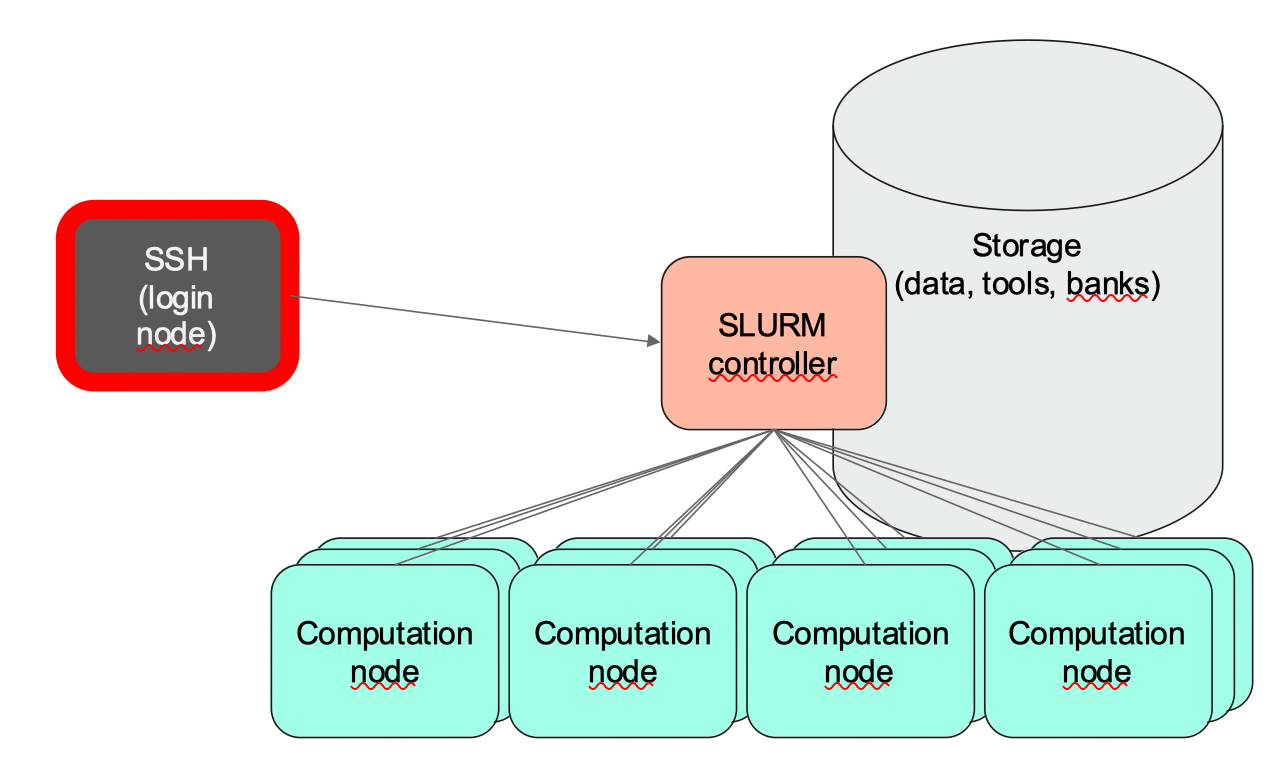 Storage
(data, tools, banks)
SSH
(login
node)
SLURM
controller
Computation
node
Computation
node
Computation
node
Computation
node